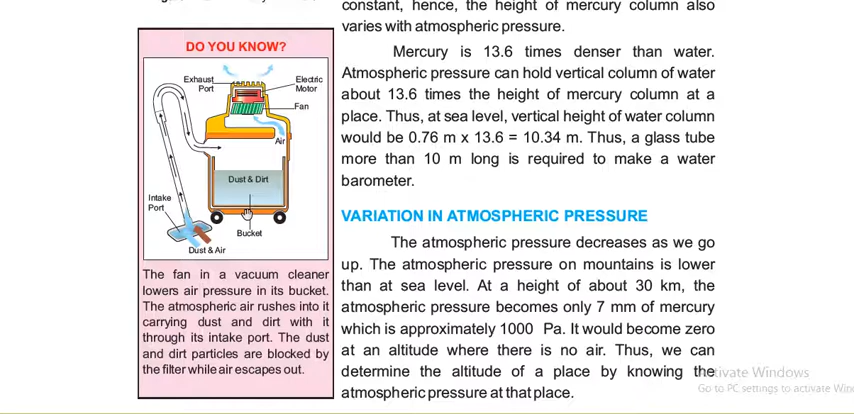 constant, hence, the height of mercury column also
varies with atmospheric pressure.
DO YOU KNOW?
Exhaust
Port
Electric
Motor
Fan
Air
Dust & Dirt
Intake
Port
Bucket
Dust & Air
The fan in a vacuum cleaner
lowers air pressure in its bucket.
The atmospheric air rushes into it
carrying dust and dirt with it
through its intake port. The dust
and dirt particles are blocked by
the filter while air escapes out.
Mercury is 13.6 times denser than water.
Atmospheric pressure can hold vertical column of water
about 13.6 times the height of mercury column at a
place. Thus, at sea level, vertical height of water column
would be 0.76 m x 13.6 = 10.34 m. Thus, a glass tube
more than 10 m long is required to make a water
barometer.
VARIATION IN ATMOSPHERIC PRESSURE
The atmospheric pressure decreases as we go
up. The atmospheric pressure on mountains is lower
than at sea level. At a height of about 30 km, the
atmospheric pressure becomes only 7 mm of mercury
which is approximately 1000 Pa. It would become zero
at an altitude where there is no air. Thus, we can
determine the altitude of a place by knowing the
atmospheric pressure at that place.
Activate Windows
Go to PC settings to activate Win